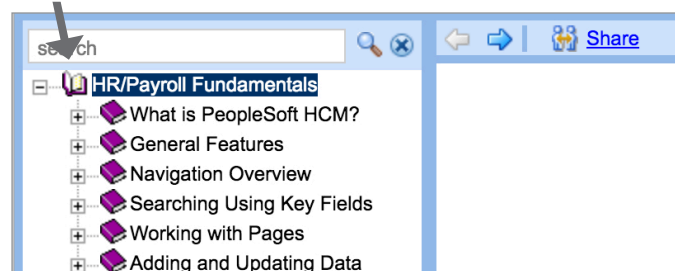 search
Share
HR/Payroll Fundamentals
What is PeopleSoft HCM?
General Features
Navigation Overview
Searching Using Key Fields
Working with Pages
Adding and Updating Data